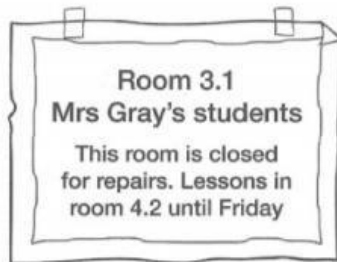 Room 3.1
Mrs Gray's students
This room is closed
for repairs. Lessons in
room 4.2 until Friday